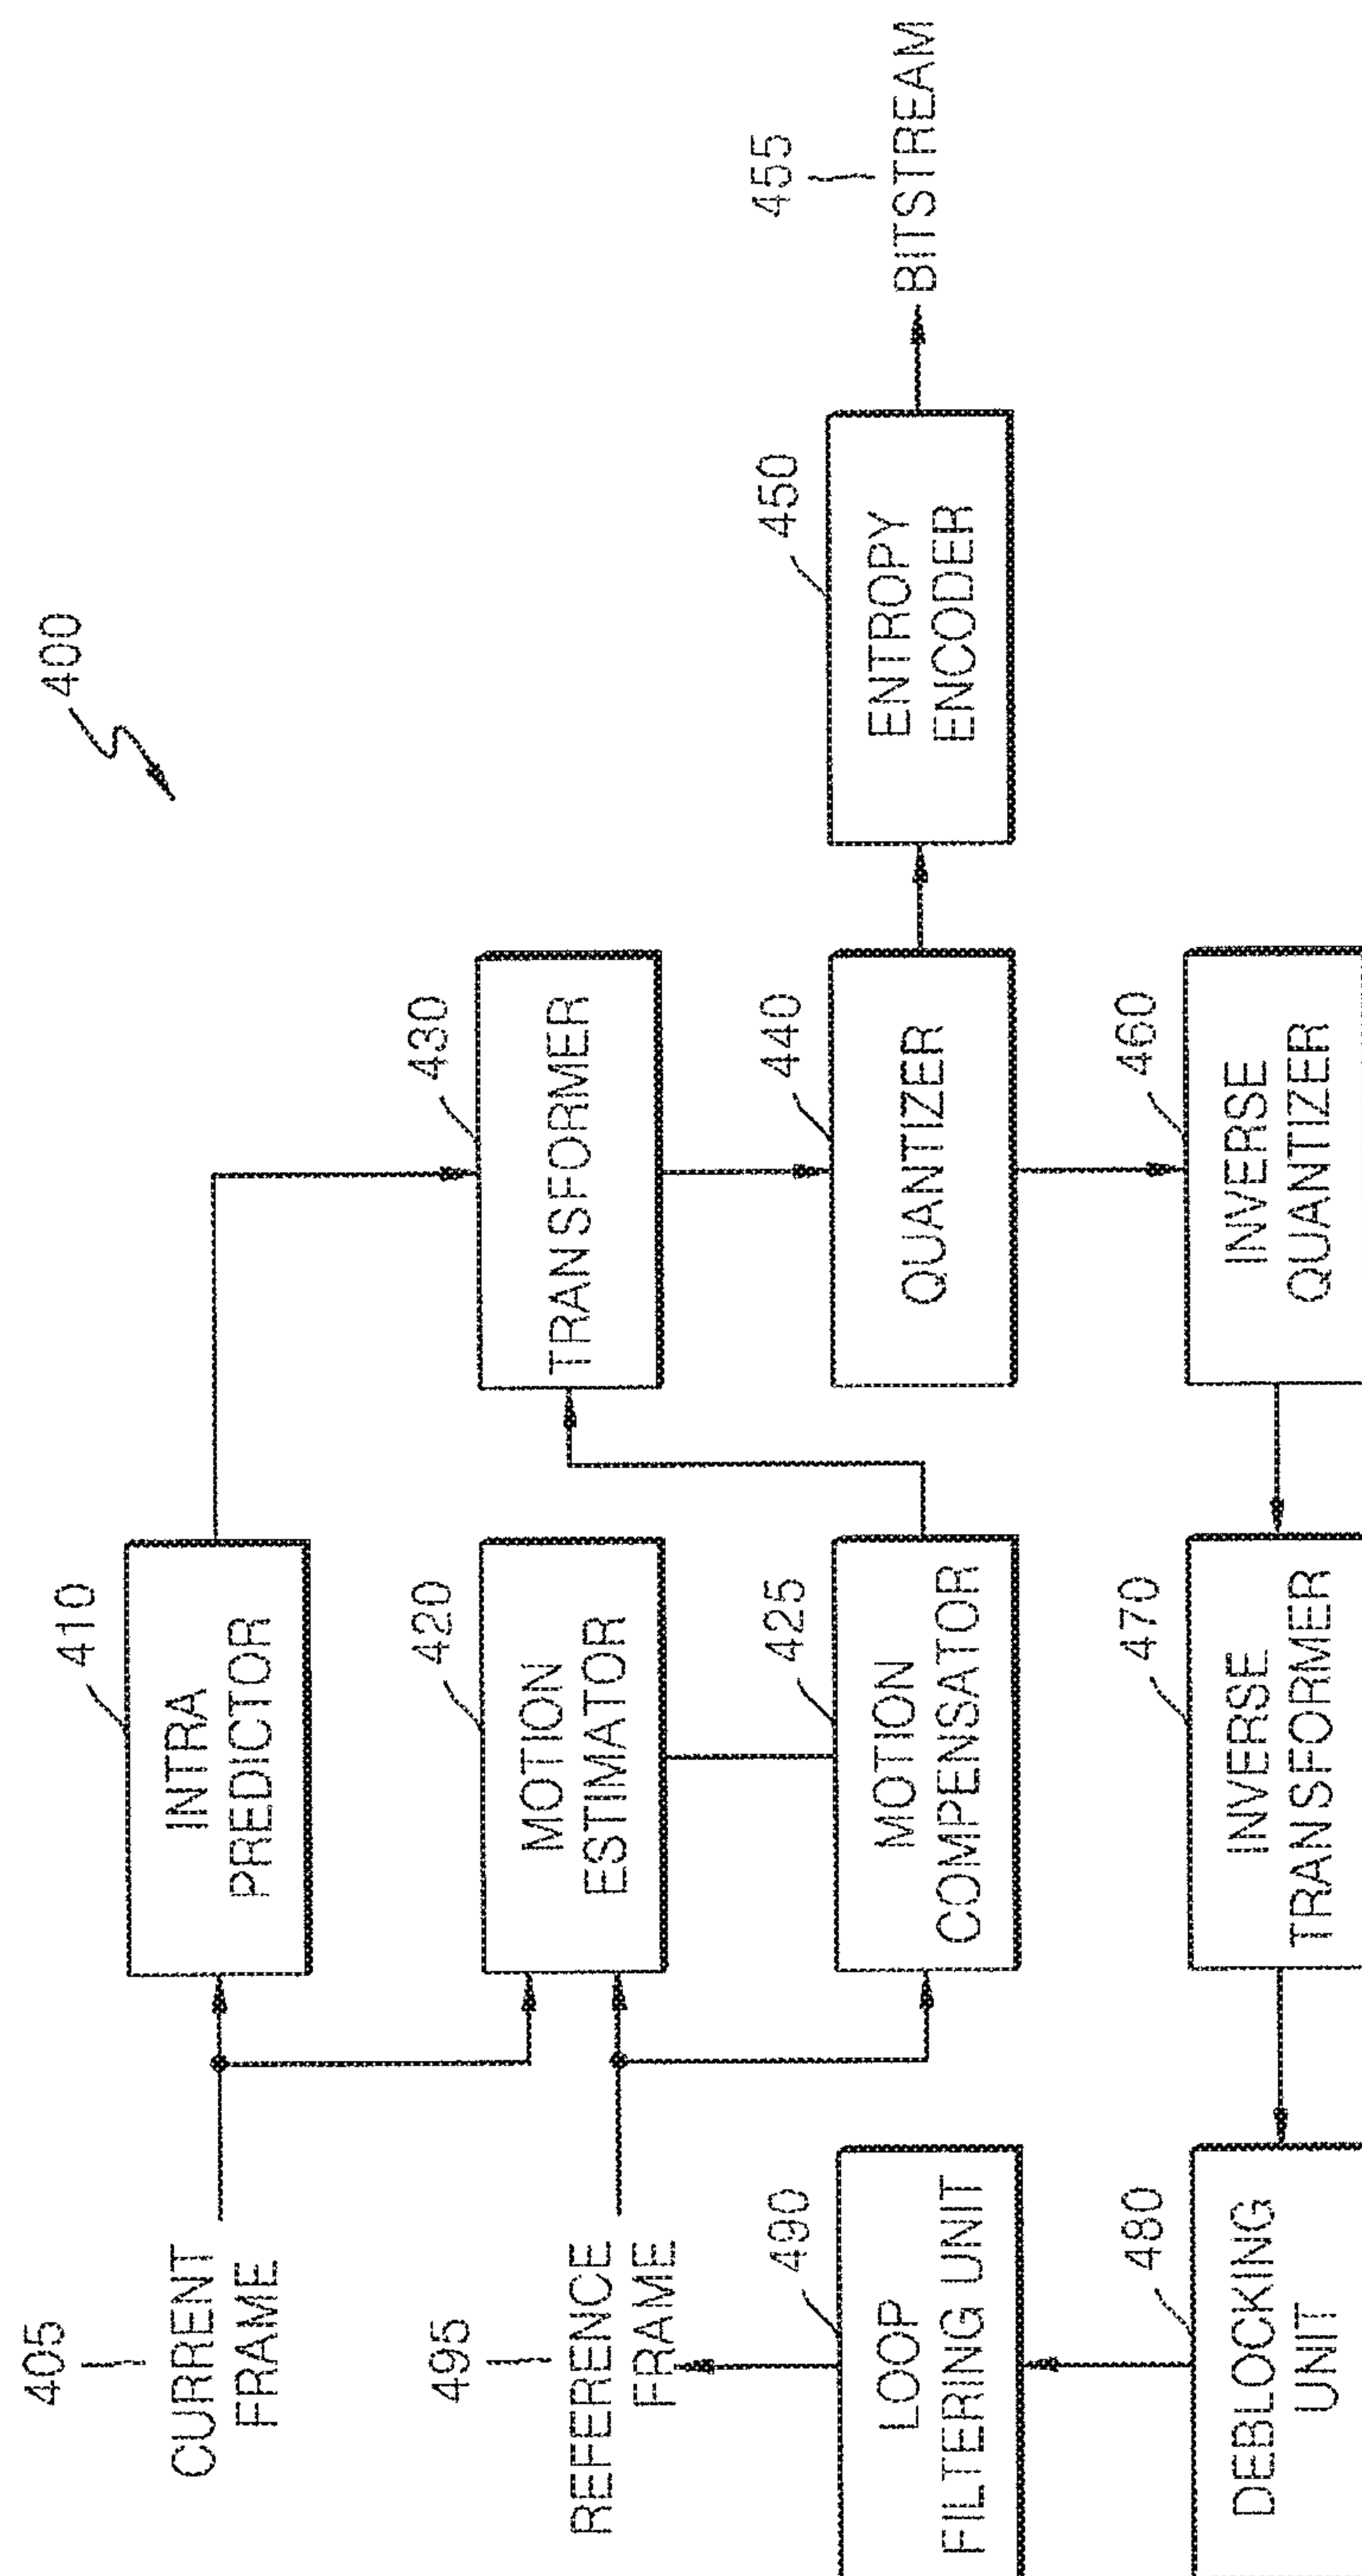 400
405
CURRENT
FRAME
410
INTRA
PREDICTOR
495
REFERENCE
FRAME
420
MOTION
ESTIMATOR
430
TRANSFORMER
490
LOOP
FILTERING UNIT
425
MOTION
COMPENSATOR
440
QUANTIZER
450
ENTROPY
ENCODER
455
BITSTREAM
480
DEBLOCKING
UNIT
470
INVERSE
TRANSFORMER
460
INVERSE
QUANTIZER